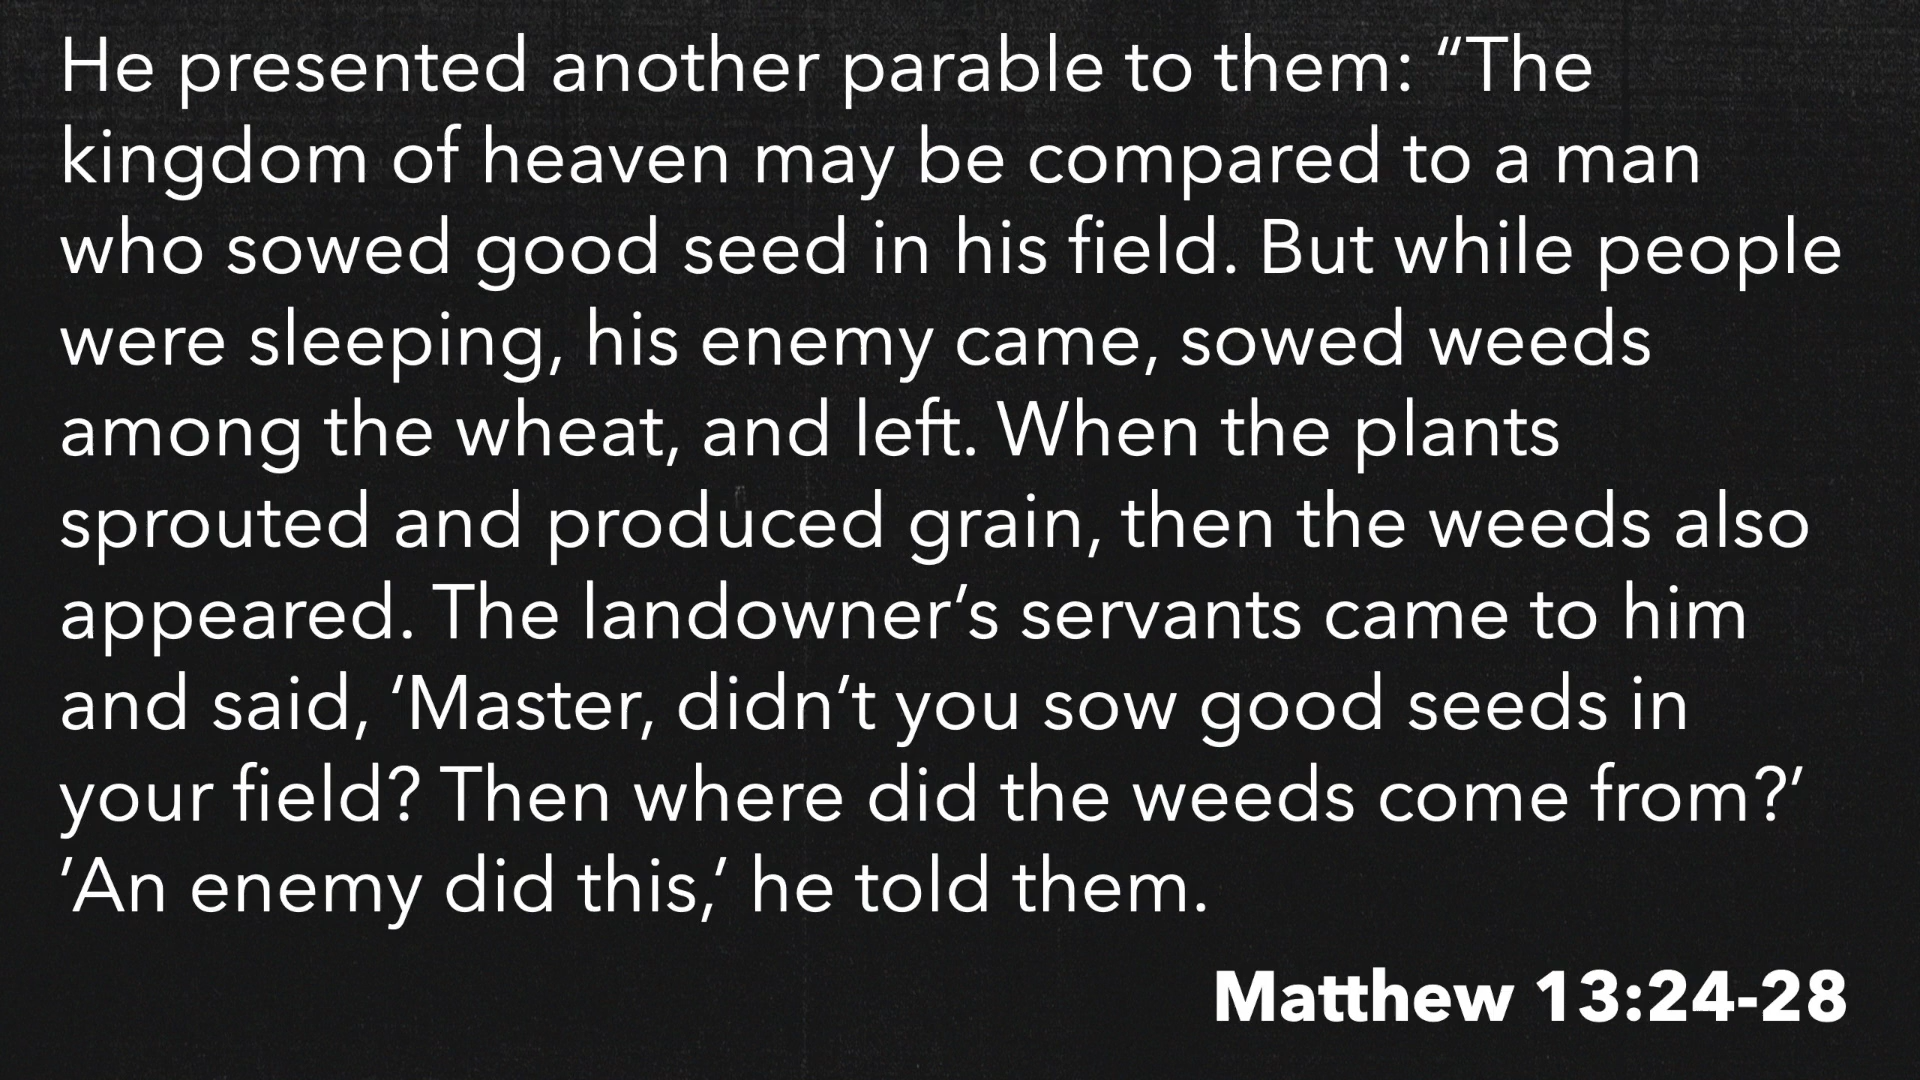 He presented another parable to them: “The
kingdom of heaven may be compared to a man
who sowed good seed in his field. But while people
were sleeping, his enemy came, sowed weeds
among the wheat, and left. When the plants
sprouted and produced grain, then the weeds also
appeared. The landowner’s servants came to him
and said, ‘Master, didn’t you sow good seeds in
your field? Then where did the weeds come from?’
’An enemy did this,’ he told them.
Matthew 13:24-28